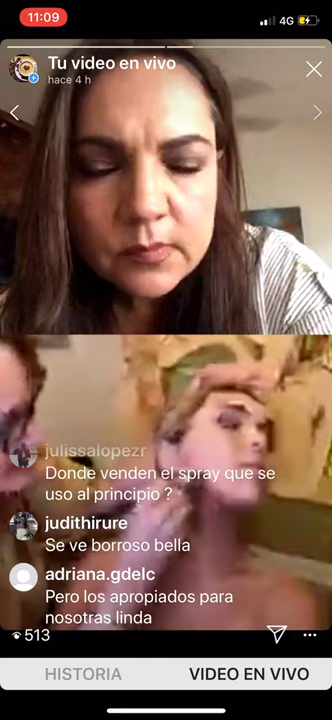 11:09
4G
Tu video en vivo
hace 4 h
julissalopezr
Donde venden el spray que se
uso al principio ?
judithirure
Se ve borroso bella
adriana.gdelc
Pero los apropiados para
nosotras linda
513
HISTORIA
VIDEO EN VIVO